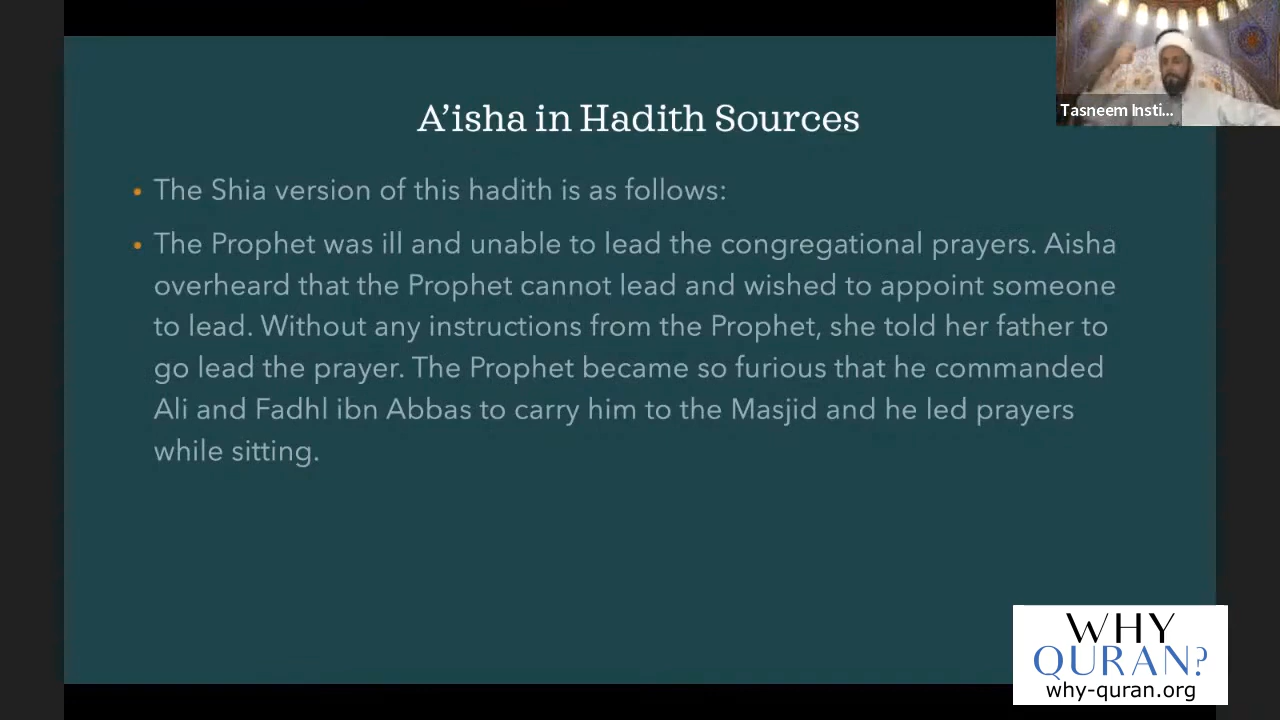 Tasneem Insti...
A’isha in Hadith Sources
• The Shia version of this hadith is as follows:
• The Prophet was ill and unable to lead the congregational prayers. Aisha
overheard that the Prophet cannot lead and wished to appoint someone
to lead. Without any instructions from the Prophet, she told her father to
go lead the prayer. The Prophet became so furious that he commanded
Ali and Fadhl ibn Abbas to carry him to the Masjid and he led prayers
while sitting.
WHY
QURAN?
why-quran.org